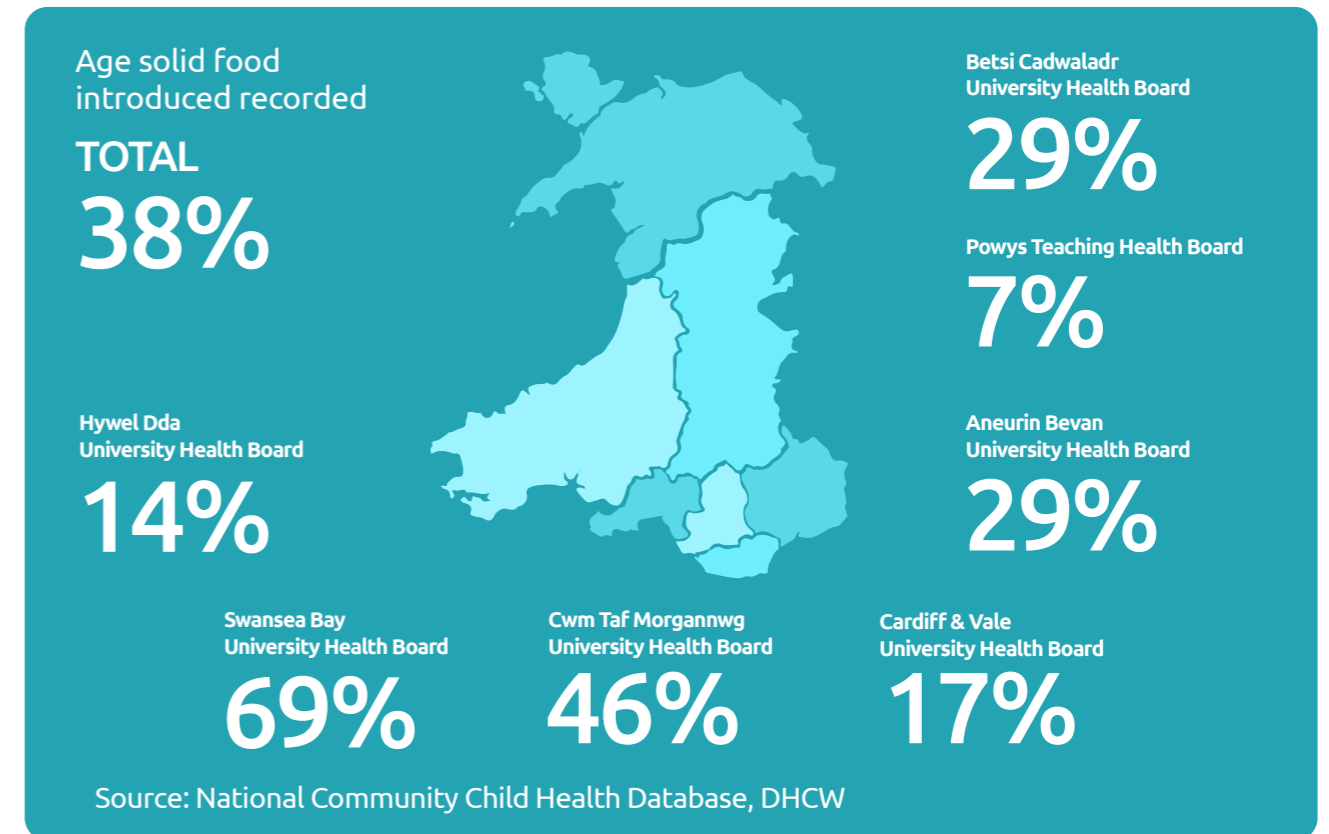 Age solid food
introduced recorded
TOTAL
38%
Betsi Cadwaladr
University Health Board
29%
Powys Teaching Health Board
7%
Hywel Dda
University Health Board
14%
Aneurin Bevan
University Health Board
29%
Swansea Bay
University Health Board
69%
Cwm Taf Morgannwg
University Health Board
46%
Cardiff & Vale
University Health Board
17%
Source: National Community Child Health Database, DHCW